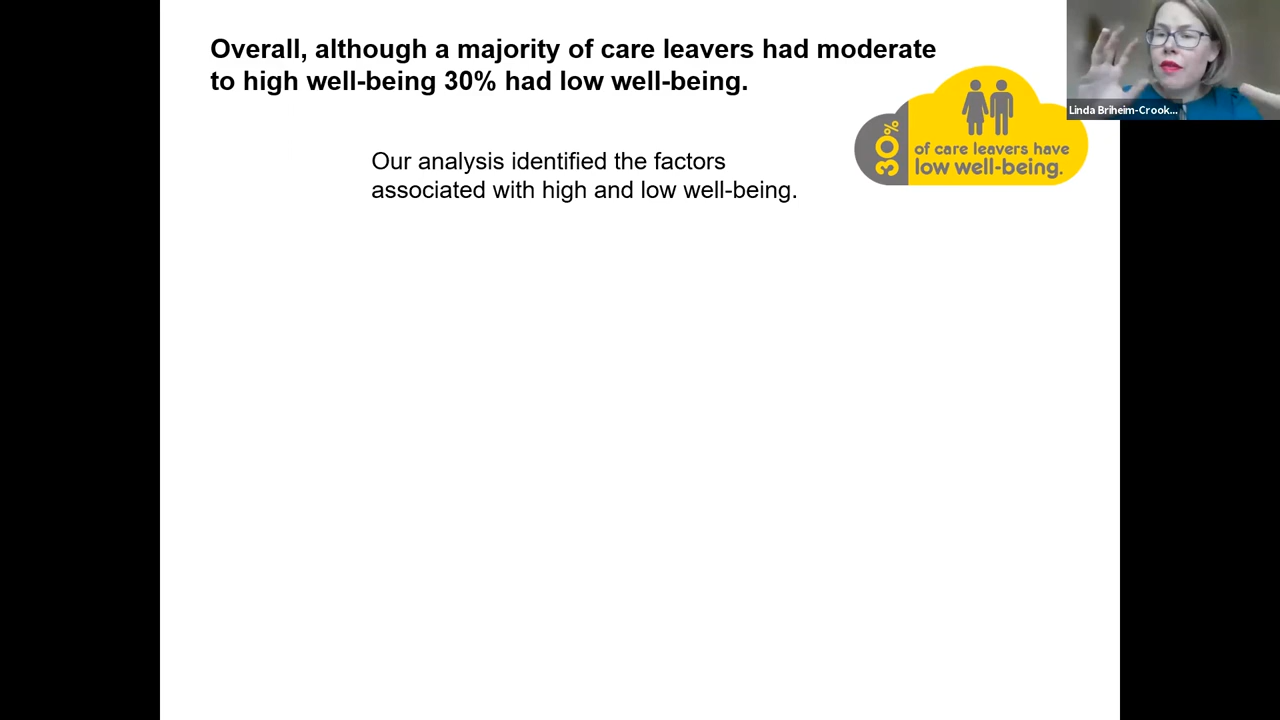 Overall, although a majority of care leavers had moderate
to high well-being 30% had low well-being.
Linda Briheim-Crook...
30%
of care leavers have
low well-being.
Our analysis identified the factors
associated with high and low well-being.